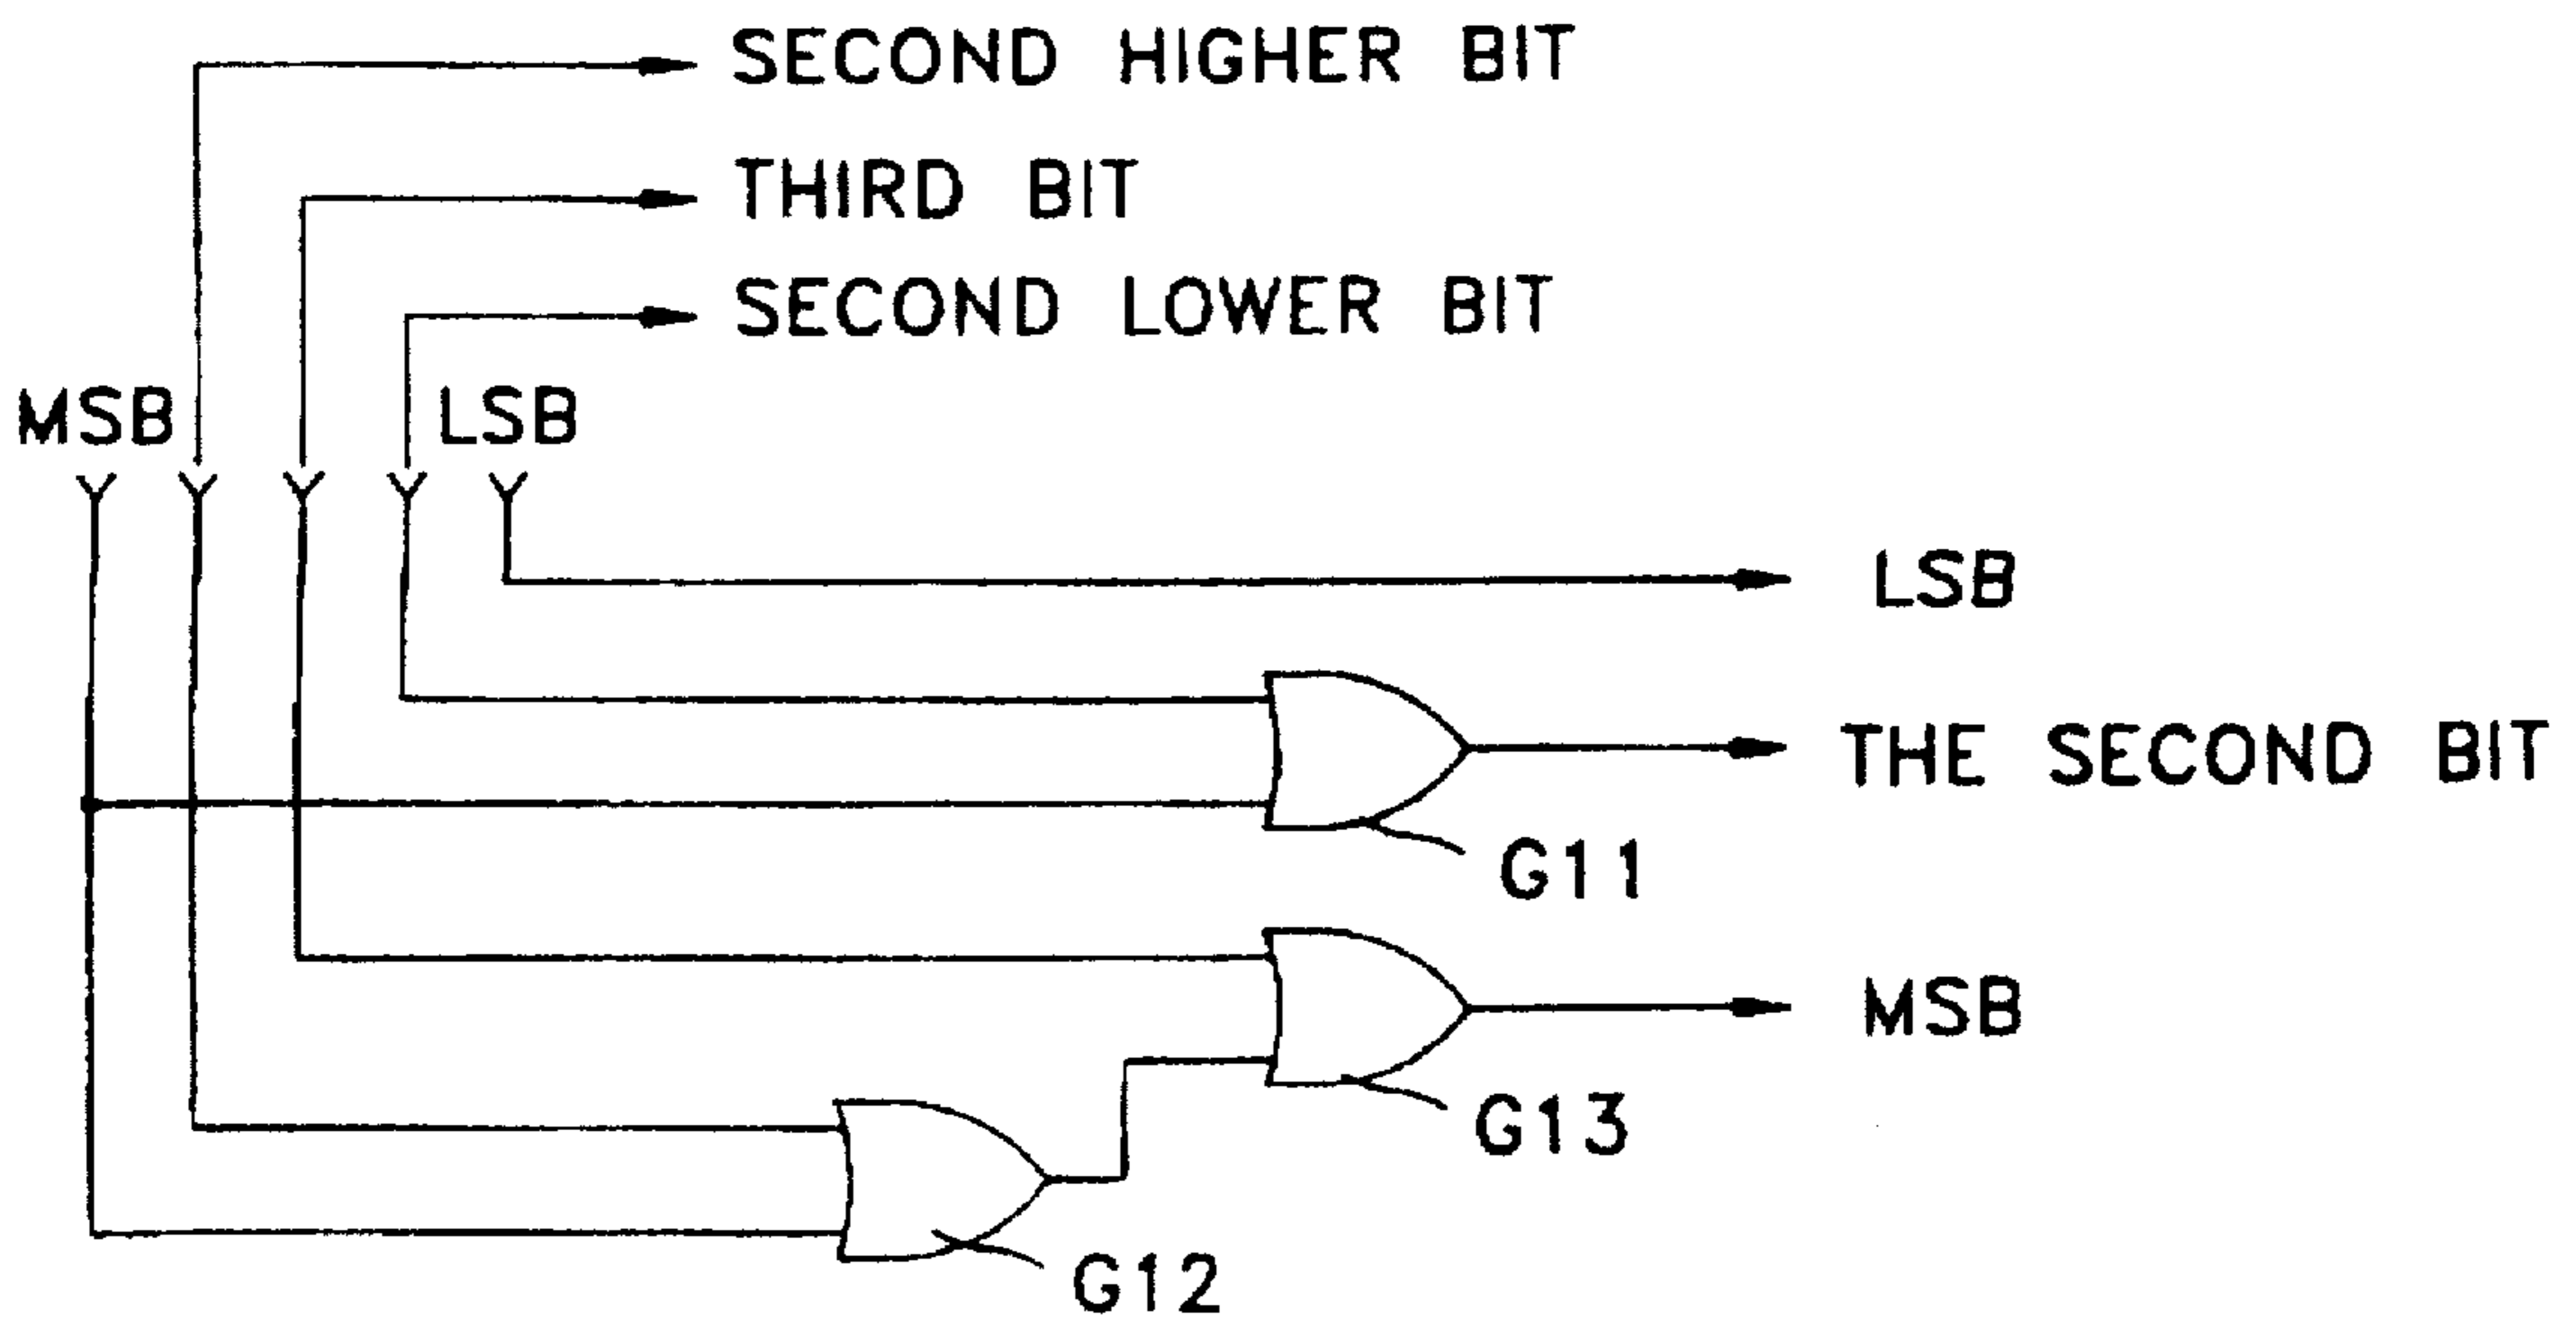 SECOND HIGHER BIT
THIRD BIT
SECOND LOWER BIT
MSB
LSB
LSB
THE SECOND BIT
G11
MSB
G13
G12